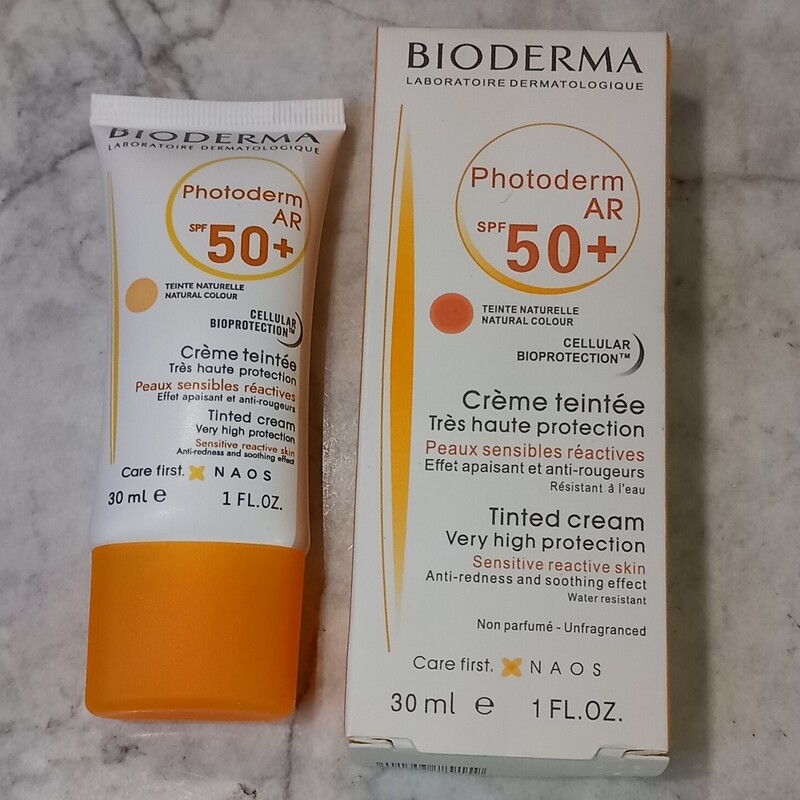 BIODERMA
LABORATOIRE DERMATOLOGIQUE
Photoderm
AR
SPF 50+
TEINTE NATURELLE
NATURAL COLOUR
CELLULAR
BIOPROTECTION™
Crème teintée
Très haute protection
Peaux sensibles réactives
Effet apaisant et anti-rougeurs
Tinted cream
Very high protection
Sensitive reactive skin
Anti-redness and soothing effect
Care first. NAOS
30 ml e 1 FL.OZ.
BIODERMA
LABORATOIRE DERMATOLOGIQUE
Photoderm
AR
SPF 50+
TEINTE NATURELLE
NATURAL COLOUR
CELLULAR
BIOPROTECTION™
Crème teintée
Très haute protection
Peaux sensibles réactives
Effet apaisant et anti-rougeurs
Résistant à l'eau
Tinted cream
Very high protection
Sensitive reactive skin
Anti-redness and soothing effect
Water resistant
Non parfumé - Unfragranced
Care first. NAOS
30 ml e 1 FL.OZ.